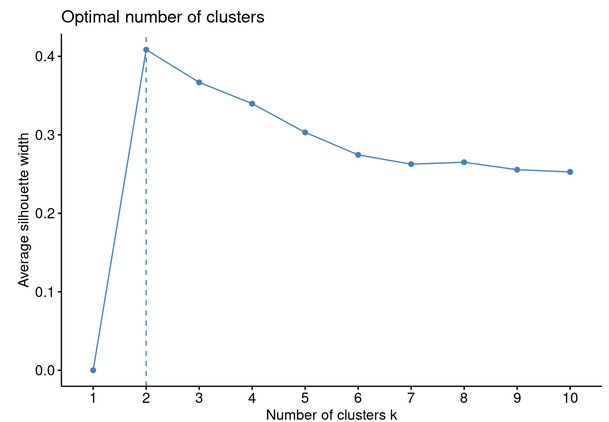 Optimal number of clusters
Average silhouette width
0.4
0.3
0.2
0.1
0.0
1 2 3 4 5 6 7 8 9 10
Number of clusters k